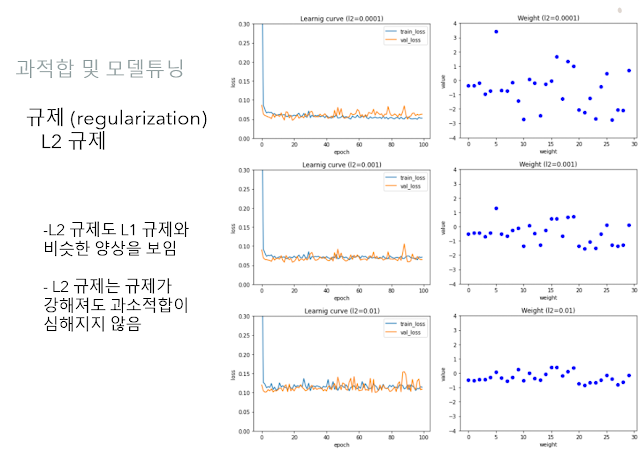 과적합 및 모델튜닝
규제 (regularization)
L2 규제
-L2 규제도 L1 규제와
비슷한 양상을 보임
- L2 규제는 규제가
강해져도 과소적합이
심해지지 않음
Learnig curve (l2=0.0001)
loss
0.30
0.25
0.20
0.15
0.10
0.05
0.00
train_loss
val_loss
0
20
40
60
80
100
epoch
Weight (l2=0.0001)
value
4
3
2
1
0
−1
−2
−3
−4
0
5
10
15
20
25
30
weight
Learnig curve (l2=0.001)
loss
0.30
0.25
0.20
0.15
0.10
0.05
0.00
train_loss
val_loss
0
20
40
60
80
100
epoch
Weight (l2=0.001)
value
4
3
2
1
0
−1
−2
−3
−4
0
5
10
15
20
25
30
weight
Learnig curve (l2=0.01)
loss
0.30
0.25
0.20
0.15
0.10
0.05
0.00
train_loss
val_loss
0
20
40
60
80
100
epoch
Weight (l2=0.01)
value
4
3
2
1
0
−1
−2
−3
−4
0
5
10
15
20
25
30
weight